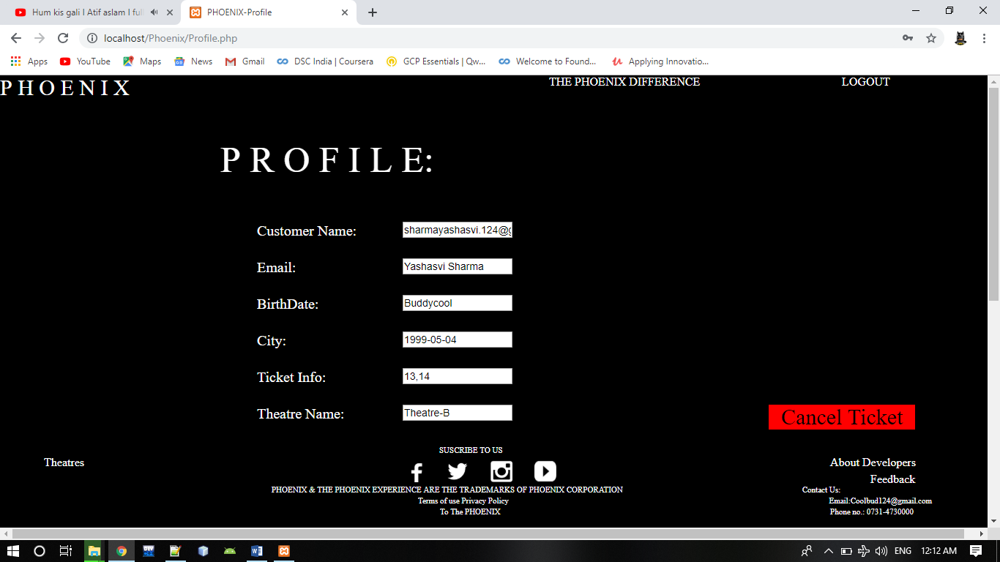 Hum kis gali I Atif aslam I ful
PHOENIX-Profile
localhost/Phoenix/Profile.php
Apps YouTube Maps News Gmail DSC India | Coursera GCP Essentials | Qw... Welcome to Found... Applying Innovatio...
P H O E N I X THE PHOENIX DIFFERENCE LOGOUT
P R O F I L E:
Customer Name: sharmayashasvi.124@g
Email: Yashasvi Sharma
BirthDate: Buddycool
City: 1999-05-04
Ticket Info: 13,14
Theatre Name: Theatre-B
Cancel Ticket
SUSCRIBE TO US
Theatres
About Developers
Feedback
PHOENIX & THE PHOENIX EXPERIENCE ARE THE TRADEMARKS OF PHOENIX CORPORATION
Terms of use Privacy Policy
To The PHOENIX
Contact Us:
Email:Coolbud124@gmail.com
Phone no.: 0731-4730000
ENG 12:12 AM